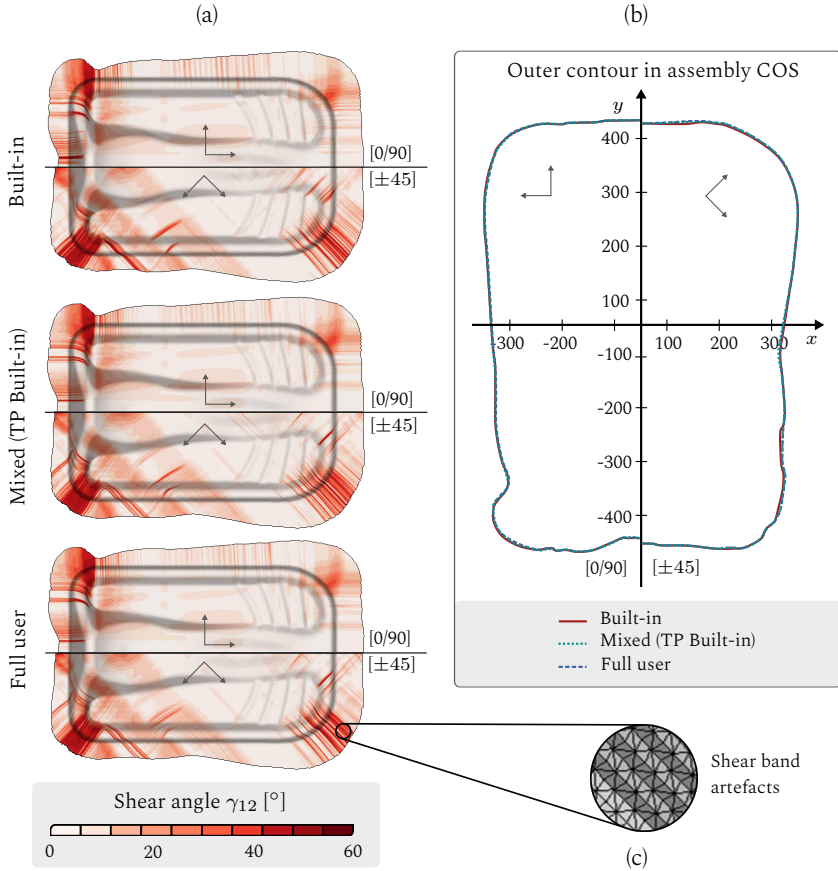 (a)
Built-in
[0/90]
[±45]
Mixed (TP Built-in)
[0/90]
[±45]
Full user
[0/90]
[±45]
Shear angle γ12 [°]
0 20 40 60
(b)
Outer contour in assembly COS
y
400
300
200
100
x
-300 -200 100 200 300
-100
-200
-300
-400
[0/90] [±45]
Built-in
Mixed (TP Built-in)
Full user
Shear band
artefacts
(c)